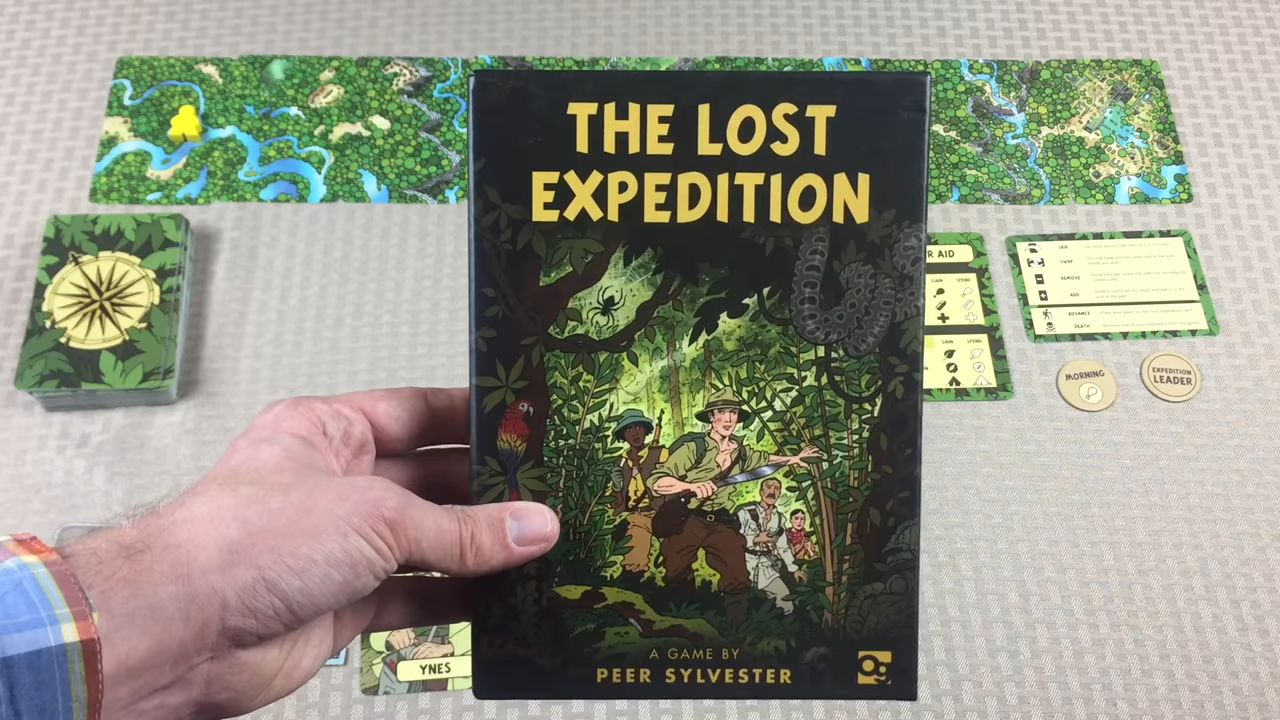 THE LOST
EXPEDITION
R AID
GAIN SPEND
GAIN SPEND
SKIP
SWAP
REMOVE
ADD
ADVANCE
DEATH
MORNING
EXPEDITION
LEADER
YNES
A GAME BY
PEER SYLVESTER
Og